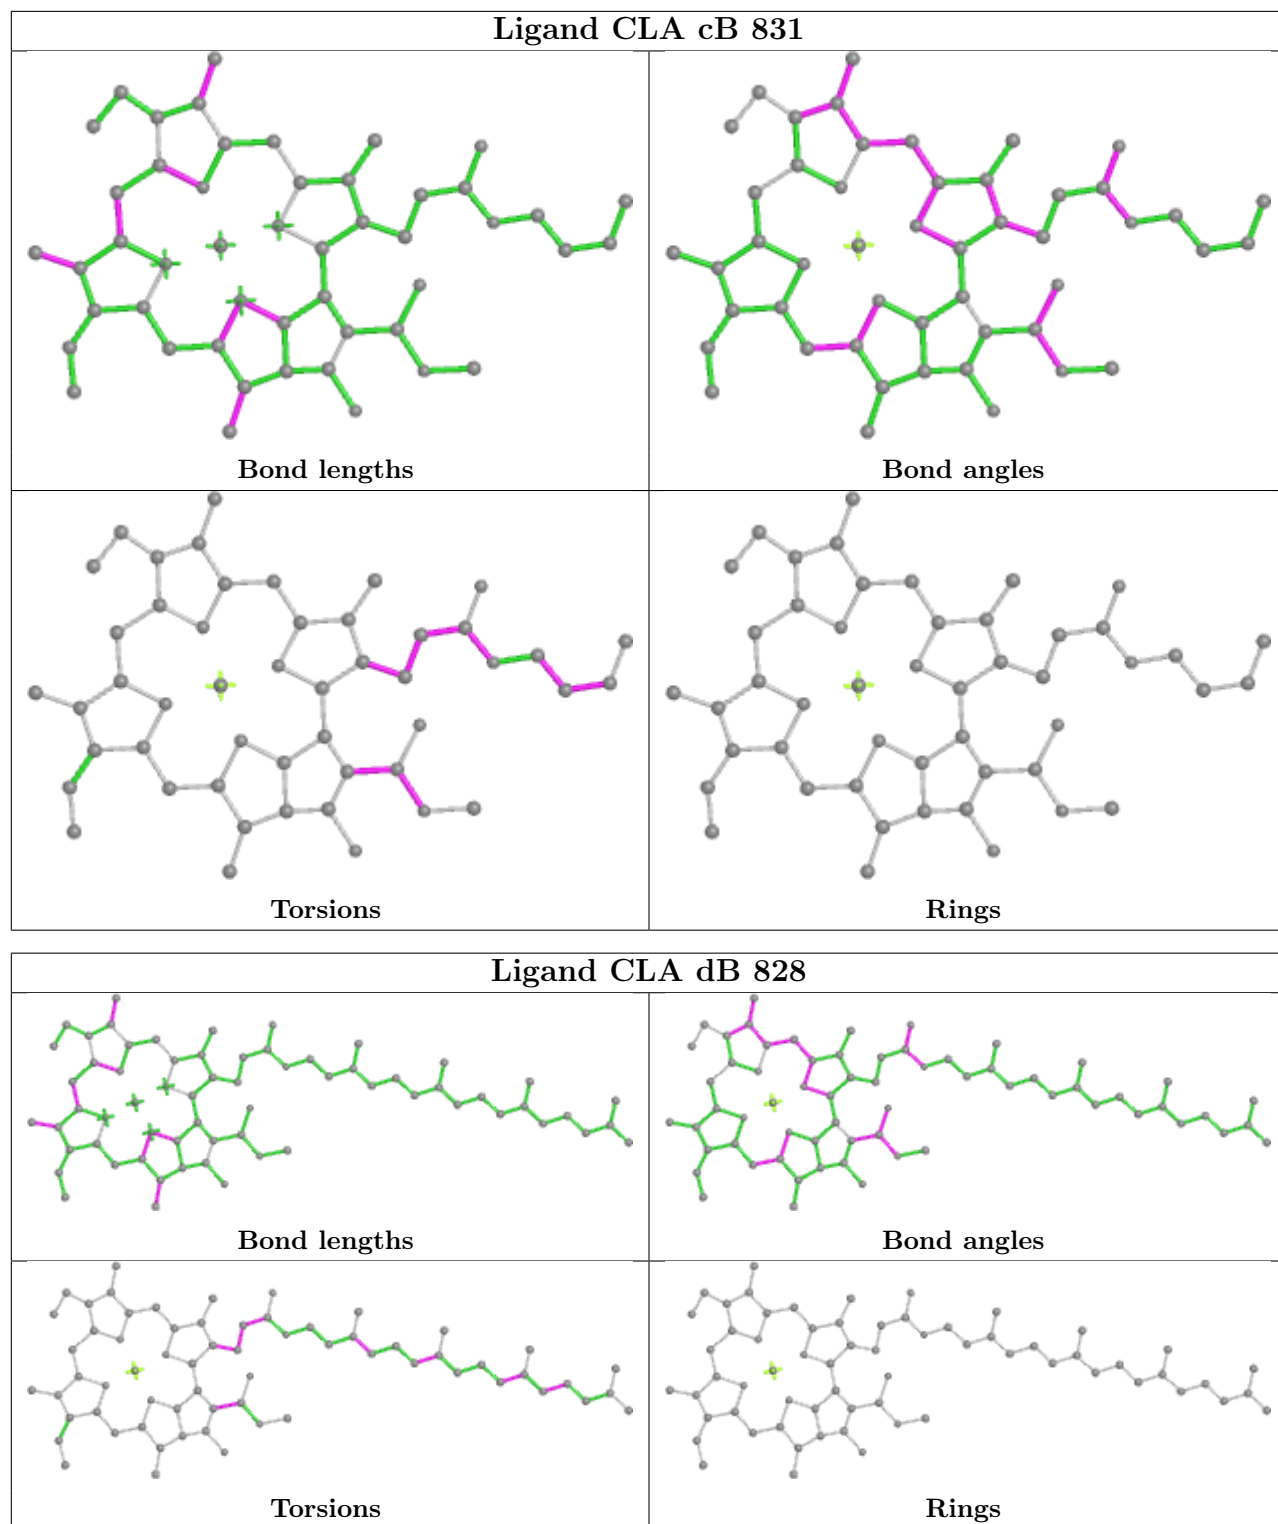 Ligand CLA cB 831
Bond lengths
Bond angles
Torsions
Rings
Ligand CLA dB 828
Bond lengths
Bond angles
Torsions
Rings